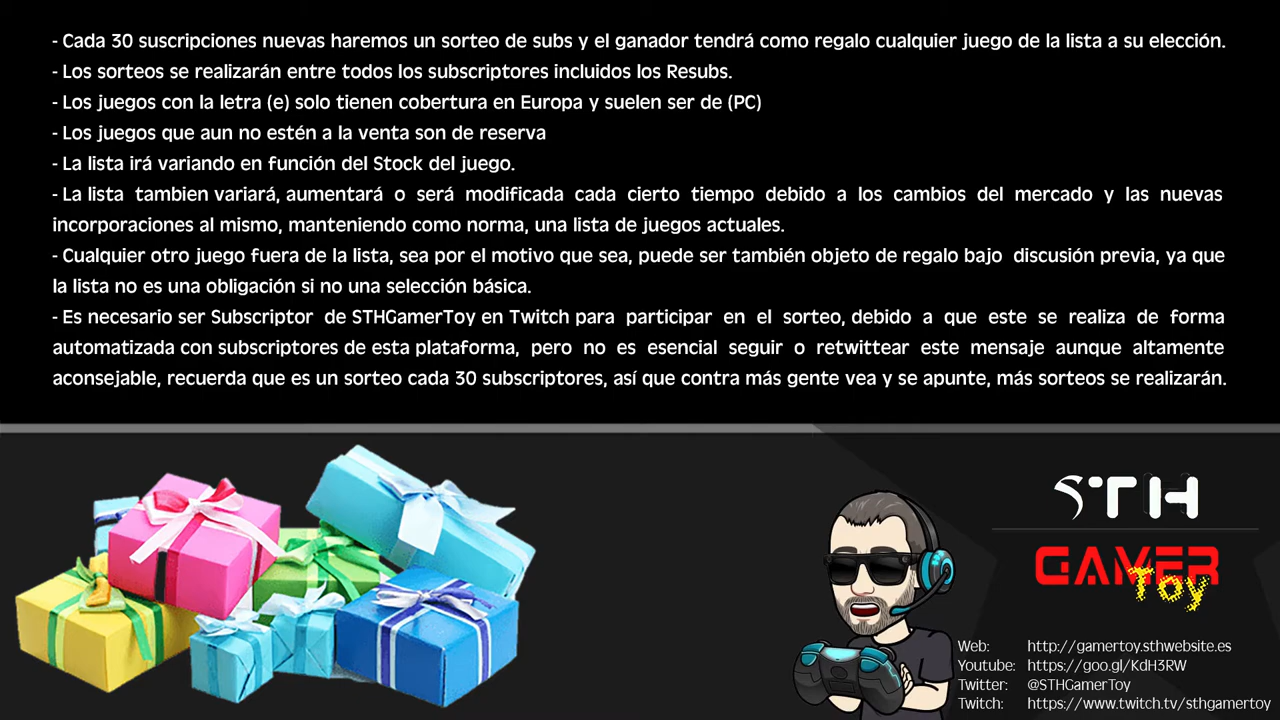 - Cada 30 suscripciones nuevas haremos un sorteo de subs y el ganador tendrá como regalo cualquier juego de la lista a su elección.
- Los sorteos se realizarán entre todos los subscriptores incluidos los Resubs.
- Los juegos con la letra (e) solo tienen cobertura en Europa y suelen ser de (PC)
- Los juegos que aun no estén a la venta son de reserva
- La lista irá variando en función del Stock del juego.
- La lista tambien variará, aumentará o será modificada cada cierto tiempo debido a los cambios del mercado y las nuevas
incorporaciones al mismo, manteniendo como norma, una lista de juegos actuales.
- Cualquier otro juego fuera de la lista, sea por el motivo que sea, puede ser también objeto de regalo bajo discusión previa, ya que
la lista no es una obligación si no una selección básica.
- Es necesario ser Subscriptor de STHGamerToy en Twitch para participar en el sorteo, debido a que este se realiza de forma
automatizada con subscriptores de esta plataforma, pero no es esencial seguir o retwittear este mensaje aunque altamente
aconsejable, recuerda que es un sorteo cada 30 subscriptores, así que contra más gente vea y se apunte, más sorteos se realizarán.
STH
GAMER
Toy
Web: http://gamertoy.sthwebsite.es
Youtube: https://goo.gl/KdH3RW
Twitter: @STHGamerToy
Twitch: https://www.twitch.tv/sthgamertoy